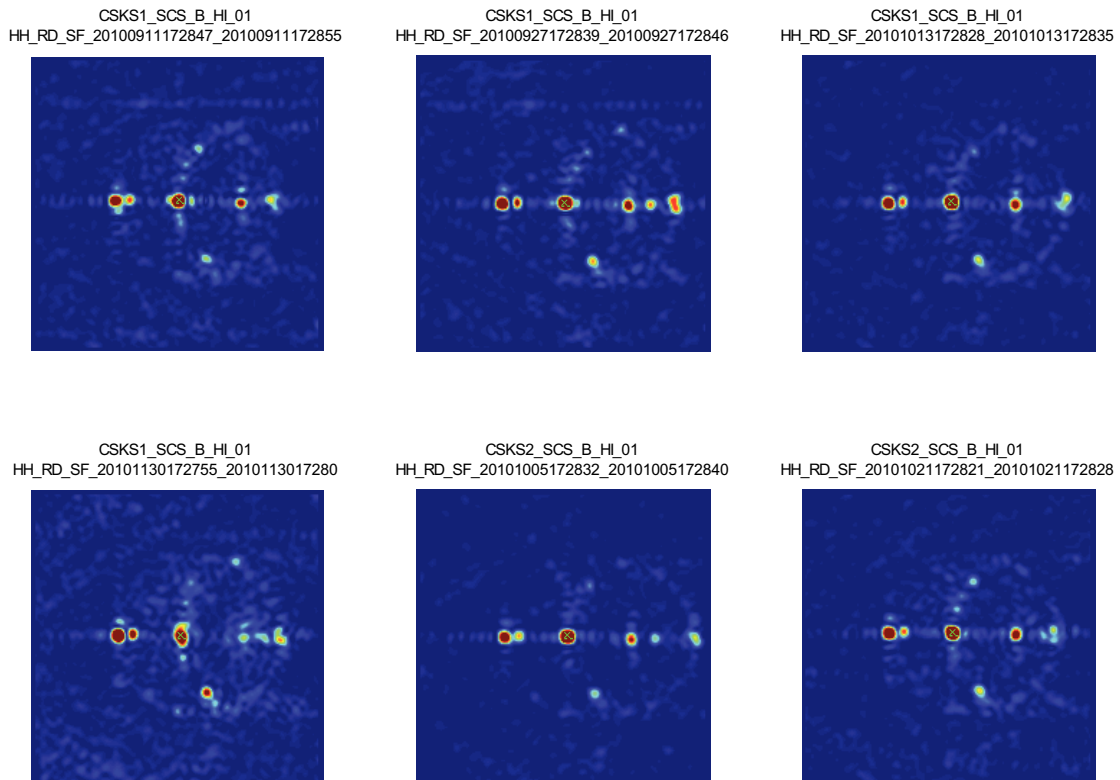 CSKS1_SCS_B_HI_01
HH_RD_SF_20100911172847_20100911172855
CSKS1_SCS_B_HI_01
HH_RD_SF_20100927172839_20100927172846
CSKS1_SCS_B_HI_01
HH_RD_SF_20101013172828_20101013172835
CSKS1_SCS_B_HI_01
HH_RD_SF_20101130172755_2010113017280
CSKS2_SCS_B_HI_01
HH_RD_SF_20101005172832_20101005172840
CSKS2_SCS_B_HI_01
HH_RD_SF_20101021172821_20101021172828